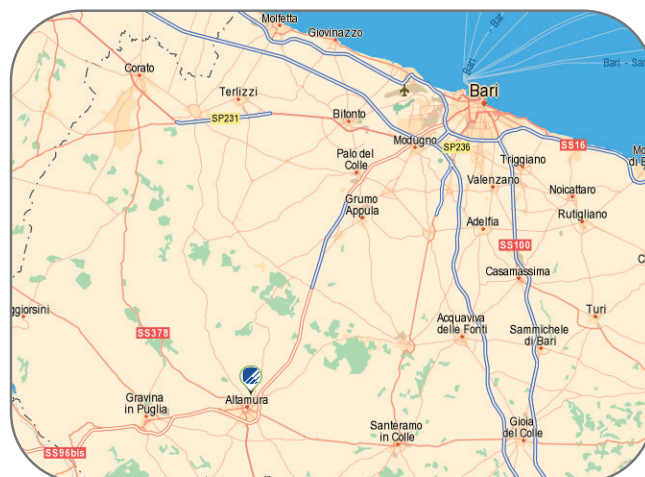 Molfetta
Giovinazzo
Bari - Bar
Bari - Sar
Corato
Terlizzi
Bari
SP231
Bitonto
Modugno
SP236
SS16
Palo del
Colle
Triggiano
Valenzano
Noicattaro
Grumo
Appula
Rutigliano
Adelfia
SS100
Casamassima
ggiorsini
Turi
SS378
Acquaviva
delle Fonti
Sammichele
di Bari
Gravina
in Puglia
Altamura
Santeramo
in Colle
Gioia
del Colle
SS96bis